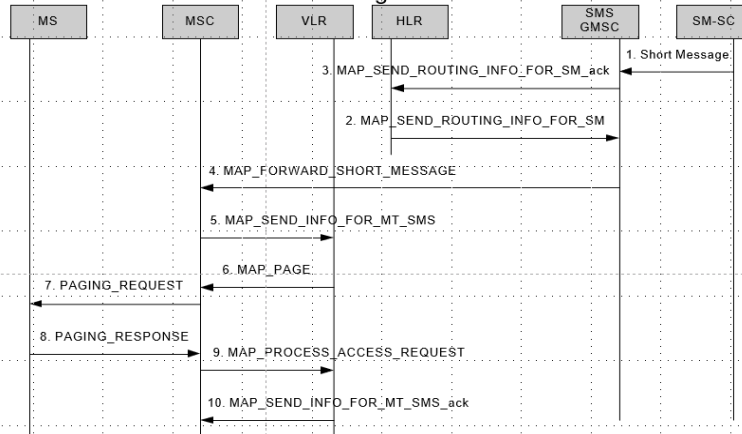 MS
MSC
VLR
HLR
SMS
GMSC
SM-SC
1. Short Message
3. MAP_SEND_ROUTING_INFO_FOR_SM_ack
2. MAP_SEND_ROUTING_INFO_FOR_SM
4. MAP_FORWARD_SHORT_MESSAGE
5. MAP_SEND_INFO_FOR_MT_SMS
6. MAP_PAGE
7. PAGING_REQUEST
8. PAGING_RESPONSE
9. MAP_PROCESS_ACCESS_REQUEST
10. MAP_SEND_INFO_FOR_MT_SMS_ack